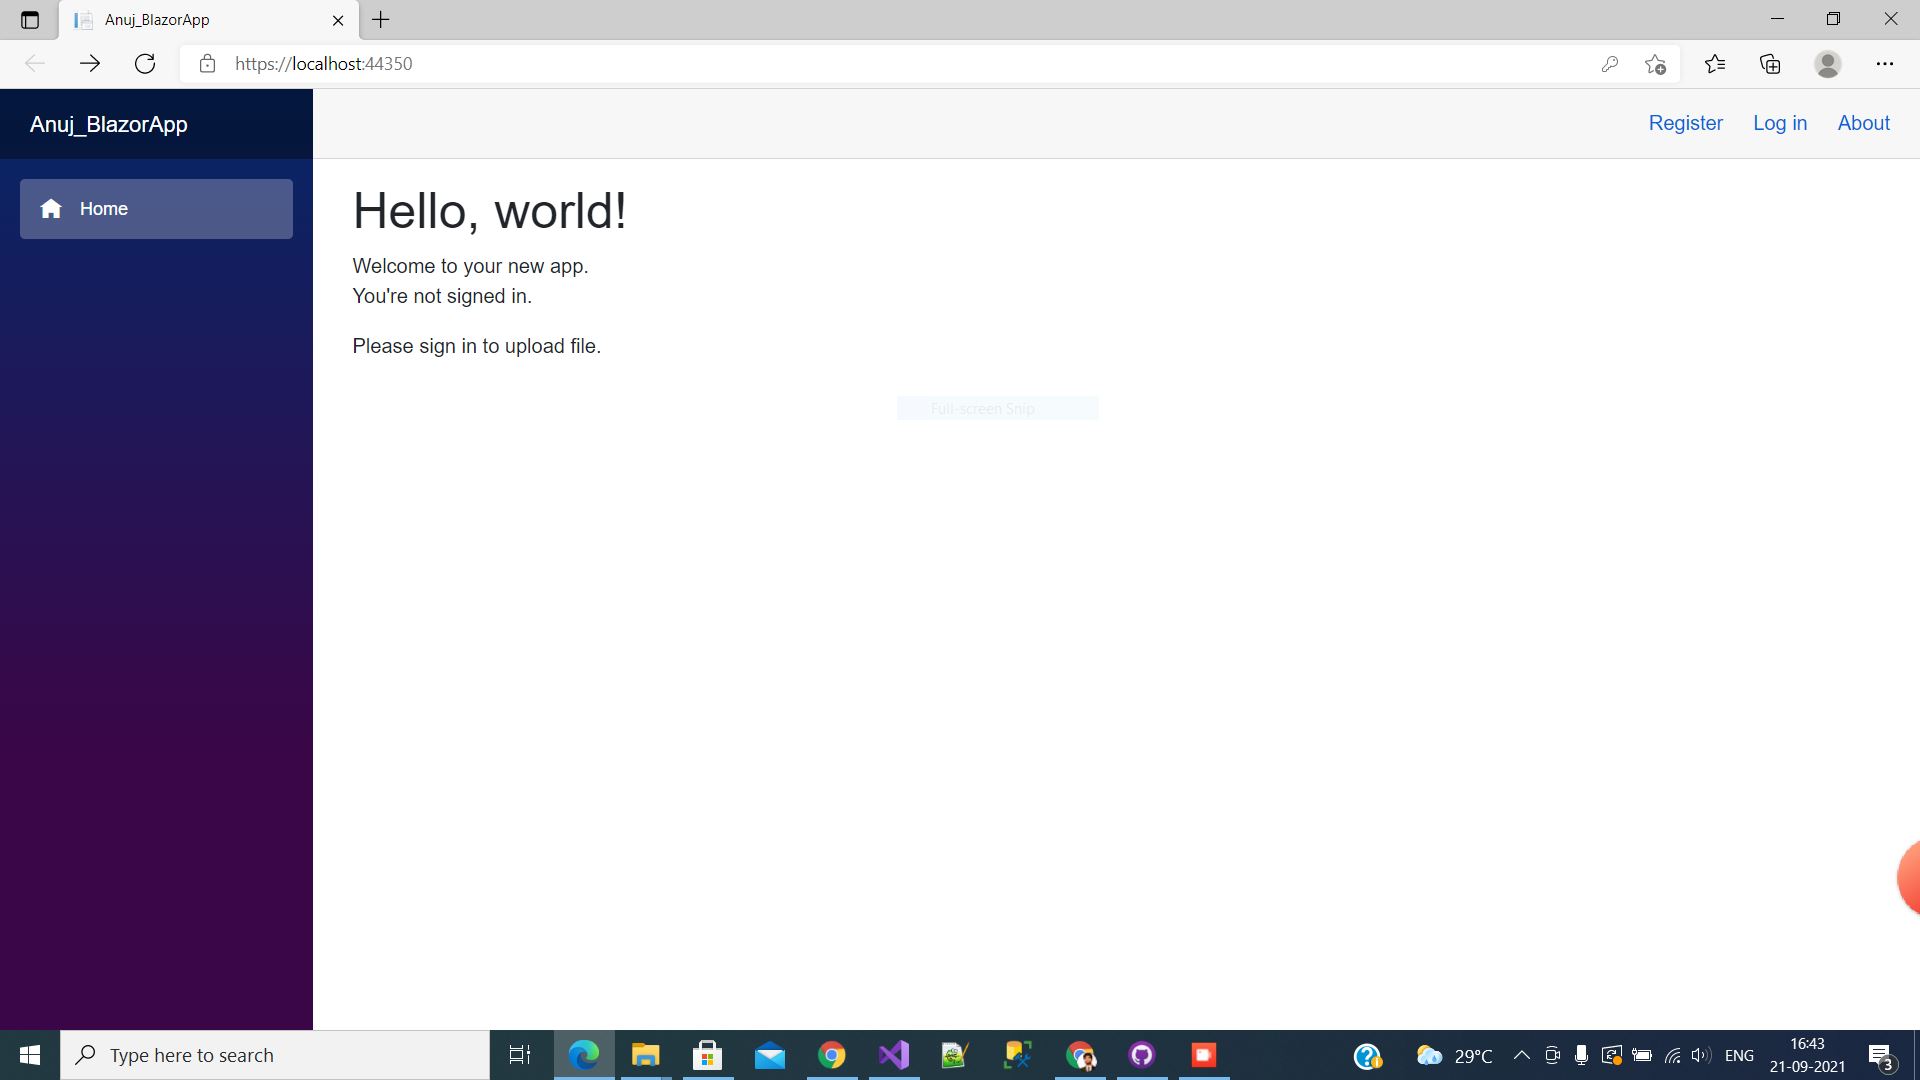 Anuj_BlazorApp
https://localhost:44350
Anuj_BlazorApp
Register Log in About
Home
Hello, world!
Welcome to your new app.
You're not signed in.
Please sign in to upload file.
Full-screen Snip
Type here to search
29°C
ENG
16:43
21-09-2021
3